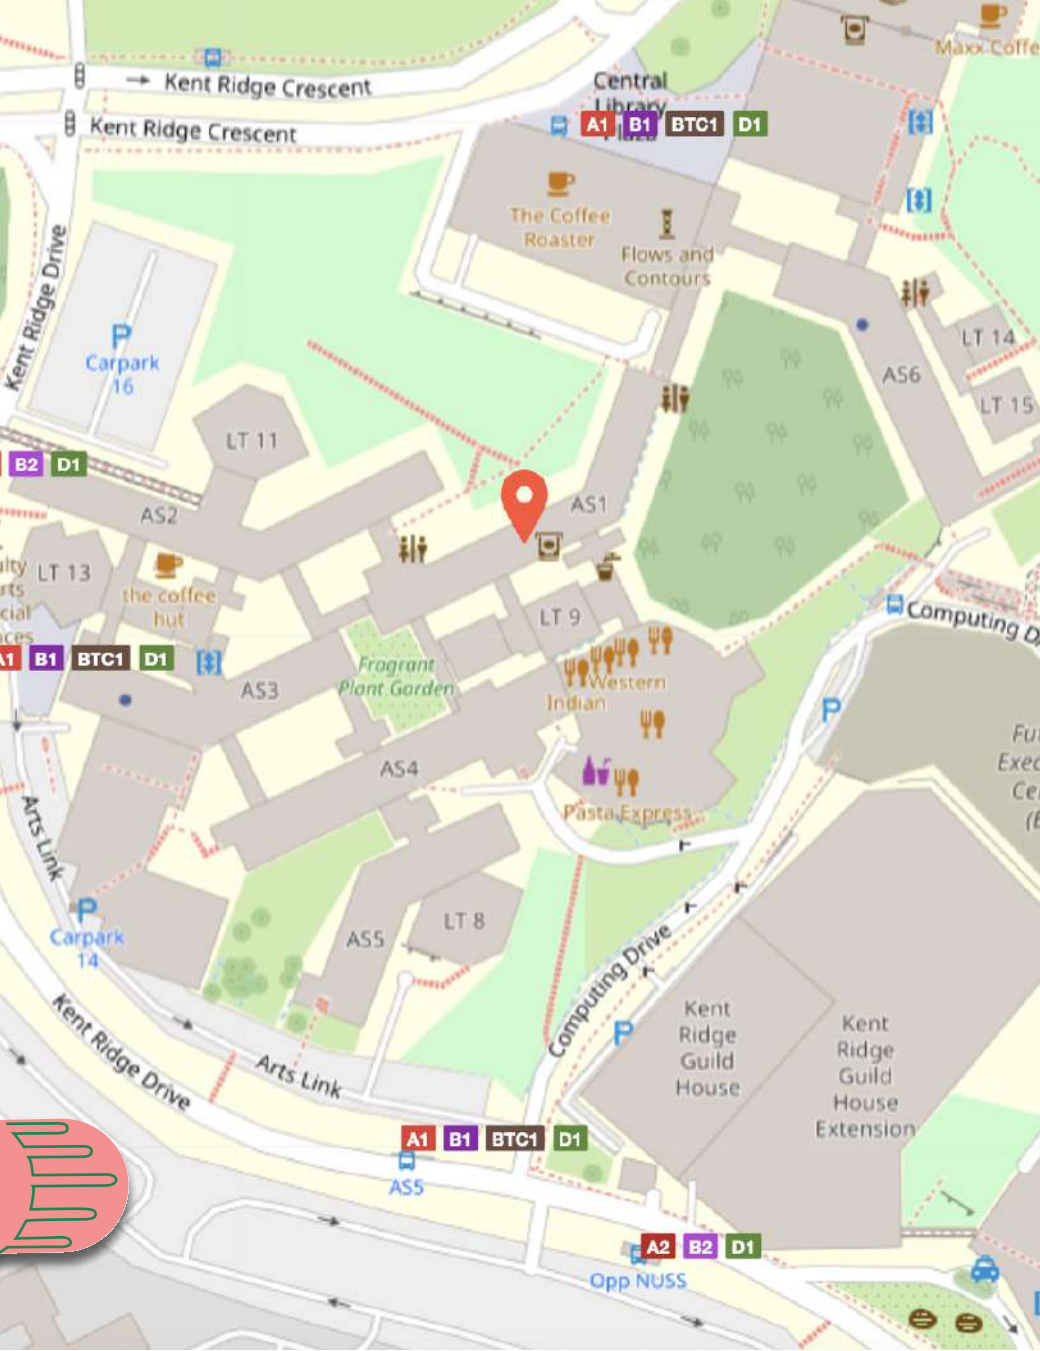 Maxx Coffe
Central
Library
Kent Ridge Crescent
A1 B1 BTC1 D1
Kent Ridge Crescent
The Coffee
Roaster
Flows and
Contours
Kent Ridge Drive
P
Carpark
16
LT 14
AS6
LT 15
LT 11
B2 D1
AS2
AS1
LT 13
the coffee
hut
LT 9
A1 B1 BTC1 D1
Fragrant
Plant Garden
AS3
Western
Indian
Computing D
P
AS4
Pasta Express
Arts Link
P
Carpark
14
LT 8
AS5
Computing Drive
P
Kent
Ridge
Guild
House
Kent
Ridge
Guild
House
Extension
Kent Ridge Drive
Arts Link
A1 B1 BTC1 D1
AS5
A2 B2 D1
Opp NUSS